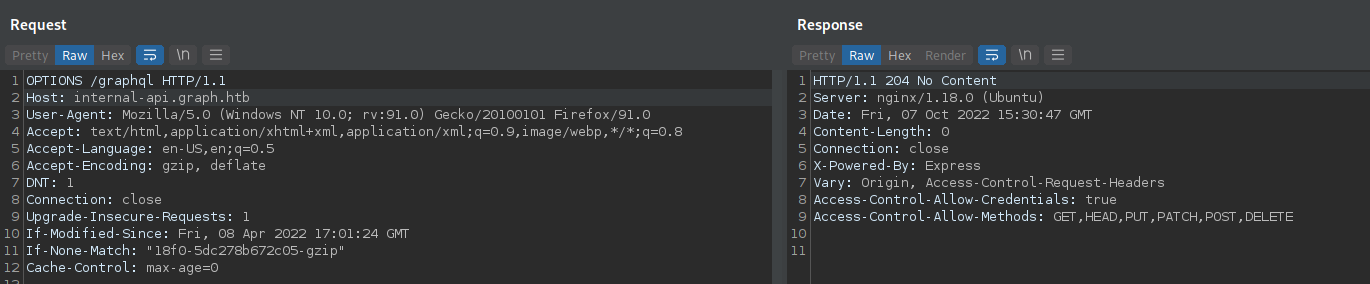 Request
Pretty Raw Hex \n
1 OPTIONS /graphql HTTP/1.1
2 Host: internal-api.graph.htb
3 User-Agent: Mozilla/5.0 (Windows NT 10.0; rv:91.0) Gecko/20100101 Firefox/91.0
4 Accept: text/html,application/xhtml+xml,application/xml;q=0.9,image/webp,*/*;q=0.8
5 Accept-Language: en-US,en;q=0.5
6 Accept-Encoding: gzip, deflate
7 DNT: 1
8 Connection: close
9 Upgrade-Insecure-Requests: 1
10 If-Modified-Since: Fri, 08 Apr 2022 17:01:24 GMT
11 If-None-Match: "18f0-5dc278b672c05-gzip"
12 Cache-Control: max-age=0
13
Response
Pretty Raw Hex Render \n
1 HTTP/1.1 204 No Content
2 Server: nginx/1.18.0 (Ubuntu)
3 Date: Fri, 07 Oct 2022 15:30:47 GMT
4 Content-Length: 0
5 Connection: close
6 X-Powered-By: Express
7 Vary: Origin, Access-Control-Request-Headers
8 Access-Control-Allow-Credentials: true
9 Access-Control-Allow-Methods: GET,HEAD,PUT,PATCH,POST,DELETE
10
11